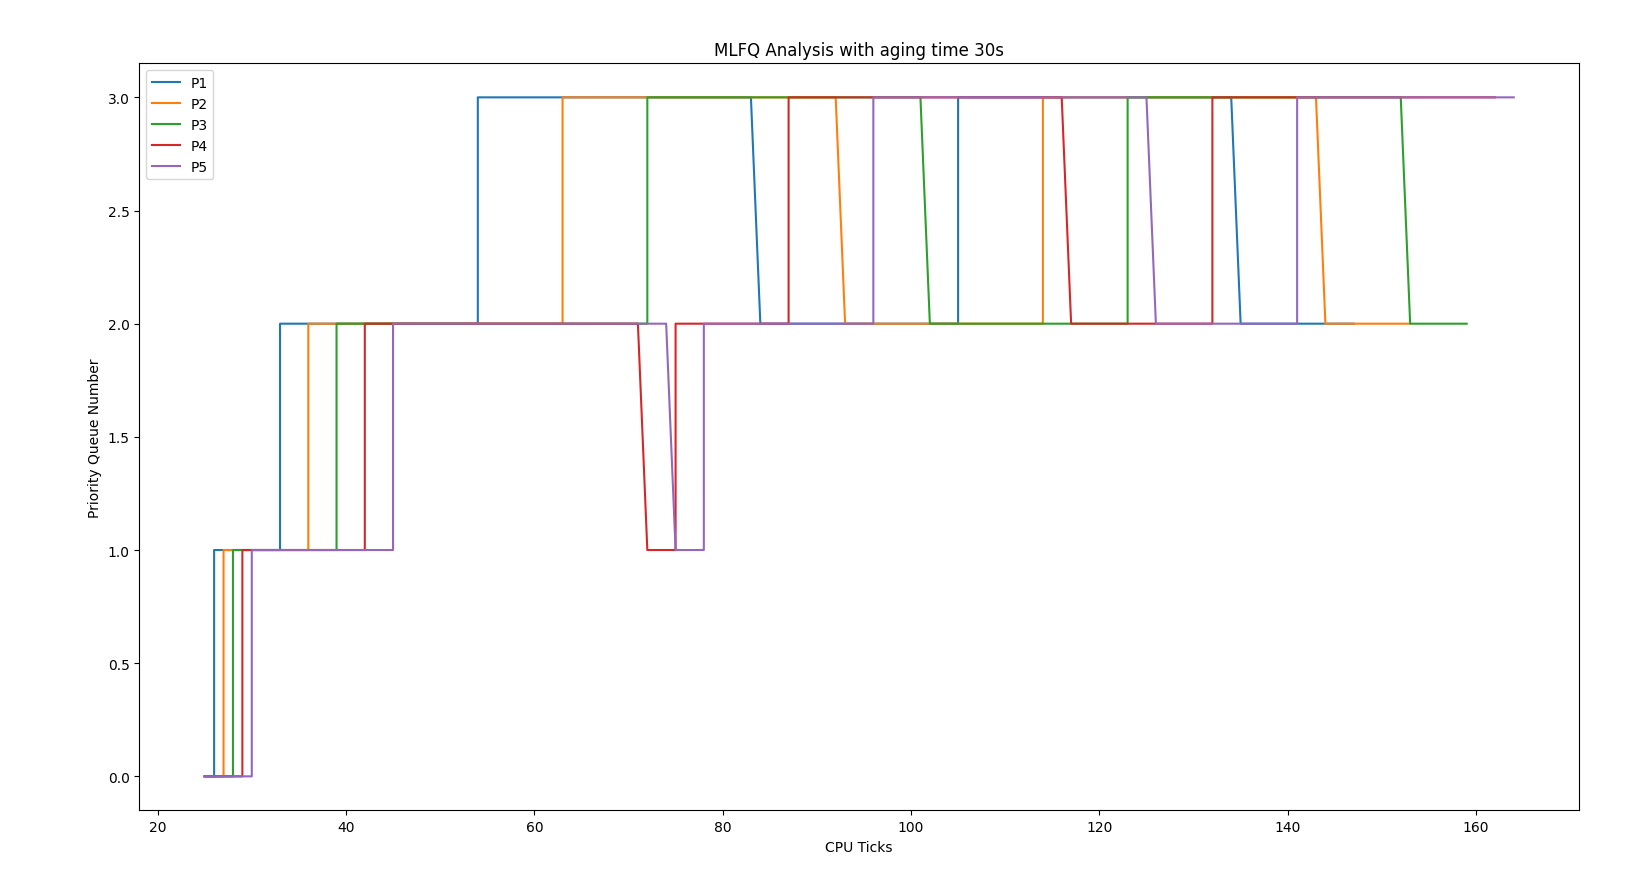 MLFQ Analysis with aging time 30s
P1
P2
P3
P4
P5
3.0
2.5
2.0
1.5
1.0
0.5
0.0
Priority Queue Number
20 40 60 80 100 120 140 160
CPU Ticks